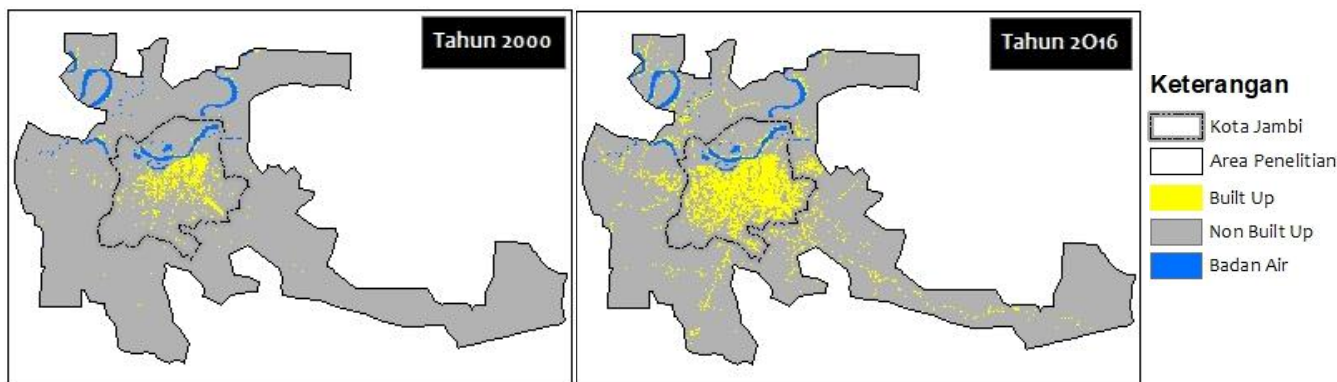 Tahun 2000
Tahun 2016
Keterangan
Kota Jambi
Area Penelitian
Built Up
Non Built Up
Badan Air